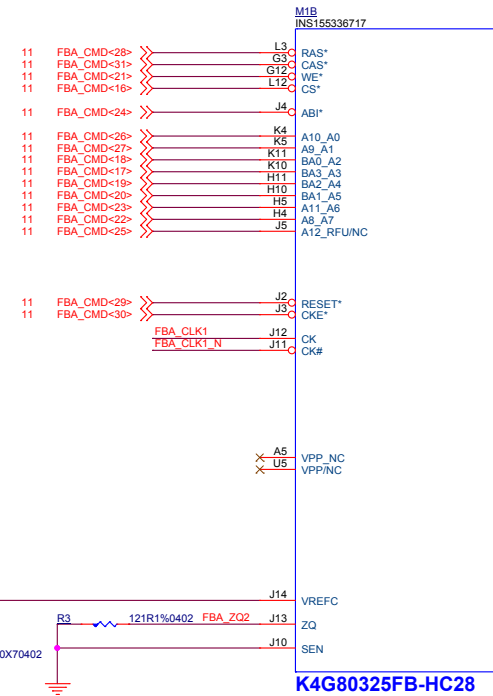 M1B
INS155336717
11 FBA_CMD<28> L3 RAS*
11 FBA_CMD<31> G3 CAS*
11 FBA_CMD<21> G12 WE*
11 FBA_CMD<16> L12 CS*
11 FBA_CMD<24> J4 ABI*
11 FBA_CMD<26> K4 A10_A0
11 FBA_CMD<27> K5 A9_A1
11 FBA_CMD<18> K11 BA0_A2
11 FBA_CMD<17> K10 BA3_A3
11 FBA_CMD<19> H11 BA2_A4
11 FBA_CMD<20> H10 BA1_A5
11 FBA_CMD<23> H5 A11_A6
11 FBA_CMD<22> H4 A8_A7
11 FBA_CMD<25> J5 A12_RFU/NC
11 FBA_CMD<29> J2 RESET*
11 FBA_CMD<30> J3 CKE*
FBA_CLK1 J12 CK
FBA_CLK1_N J11 CK#
A5 VPP_NC
U5 VPP/NC
J14 VREFC
R3 121R1%0402 FBA_ZQ2 J13 ZQ
J10 SEN
0X70402
K4G80325FB-HC28